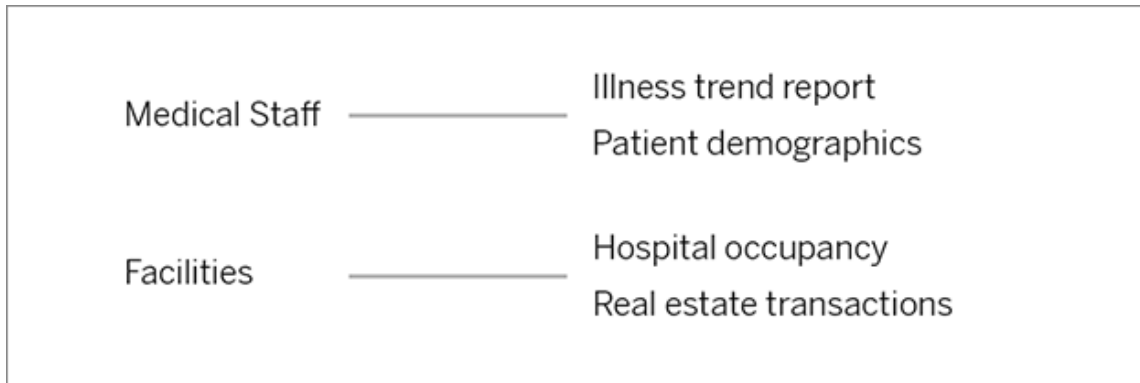 Medical Staff
Illness trend report
Patient demographics
Facilities
Hospital occupancy
Real estate transactions